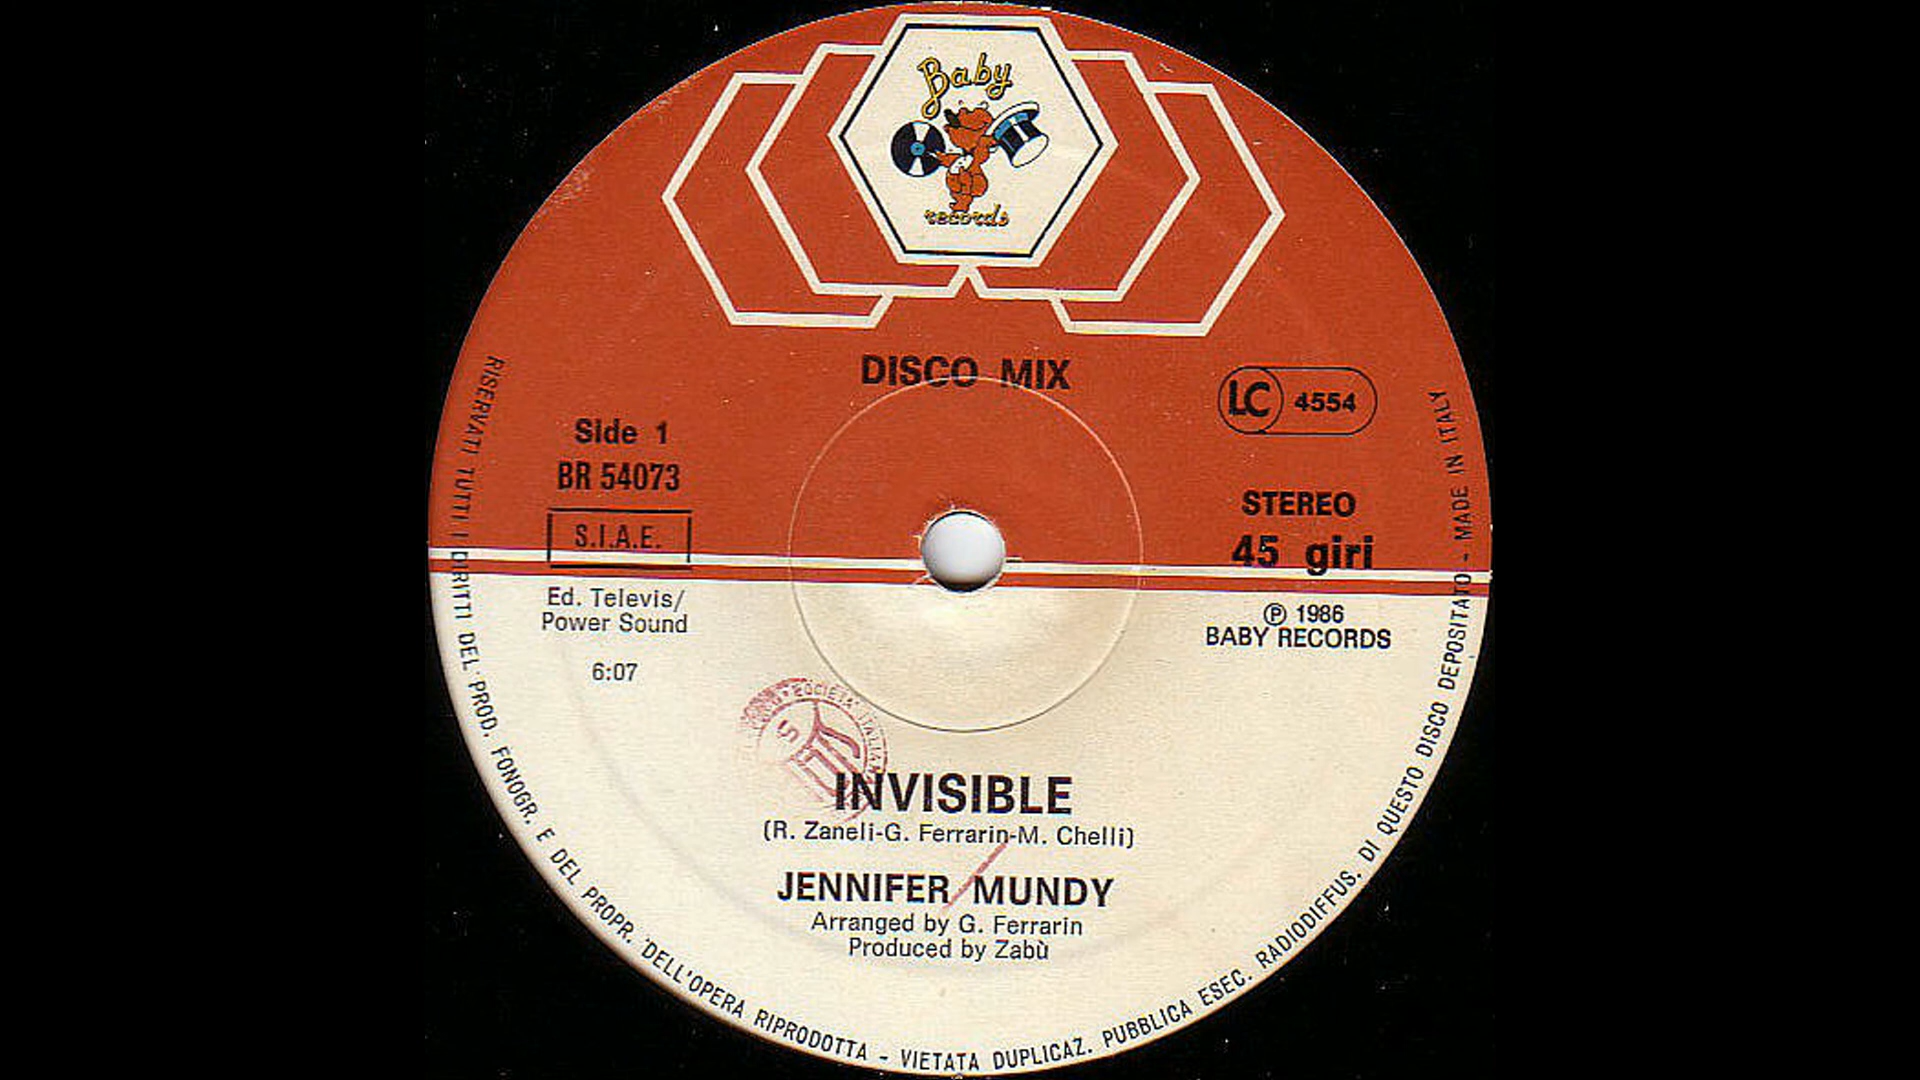 Baby
records
DISCO MIX
LC 4554
Side 1
BR 54073
S.I.A.E.
STEREO
45 giri
Ed. Televis/
Power Sound
6:07
℗ 1986
BABY RECORDS
SOCIETA' ITALIAN
INVISIBLE
(R. Zaneli-G. Ferrarin-M. Chelli)
JENNIFER MUNDY
Arranged by G. Ferrarin
Produced by Zabù
RISERVATI TUTTI I DIRITTI DEL PROD. FONOGR. E DEL PROPR. DELL'OPERA RIPRODOTTA - VIETATA DUPLICAZ. PUBBLICA ESEC. RADIODIFFUS. DI QUESTO DISCO DEPOSITATO - MADE IN ITALY